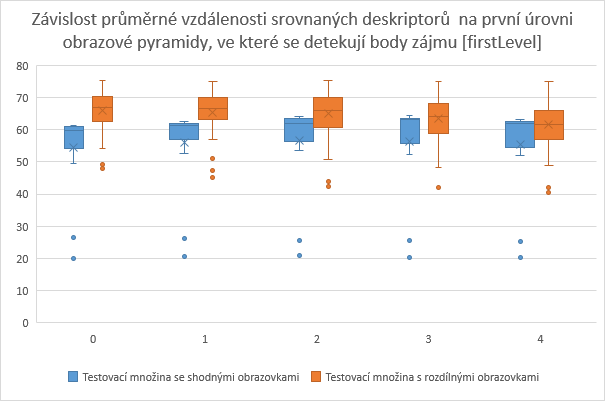 Závislost průměrné vzdálenosti srovnaných deskriptorů na první úrovni
obrazové pyramidy, ve které se detekují body zájmu [firstLevel]
80
70
60
50
40
30
20
10
0
0 1 2 3 4
Testovací množina se shodnými obrazovkami Testovací množina s rozdílnými obrazovkami